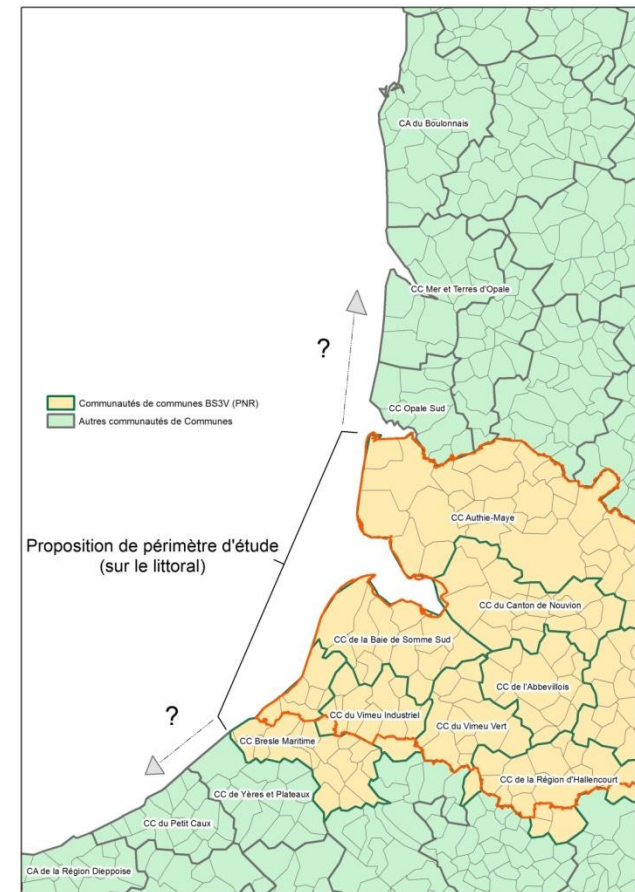 CA du Boulonnais
CC Mer et Terres d'Opale
?
Communautés de communes BS3V (PNR)
Autres communautés de Communes
CC Opale Sud
CC Authie-Maye
Proposition de périmètre d'étude
(sur le littoral)
CC du Canton de Nouvion
CC de la Baie de Somme Sud
CC de l'Abbevillois
?
CC du Vimeu Industriel
CC du Vimeu Vert
CC Bresle Maritime
CC de la Région d'Hallencourt
CC de Yères et Plateaux
CC du Petit Caux
CA de la Région Dieppoise